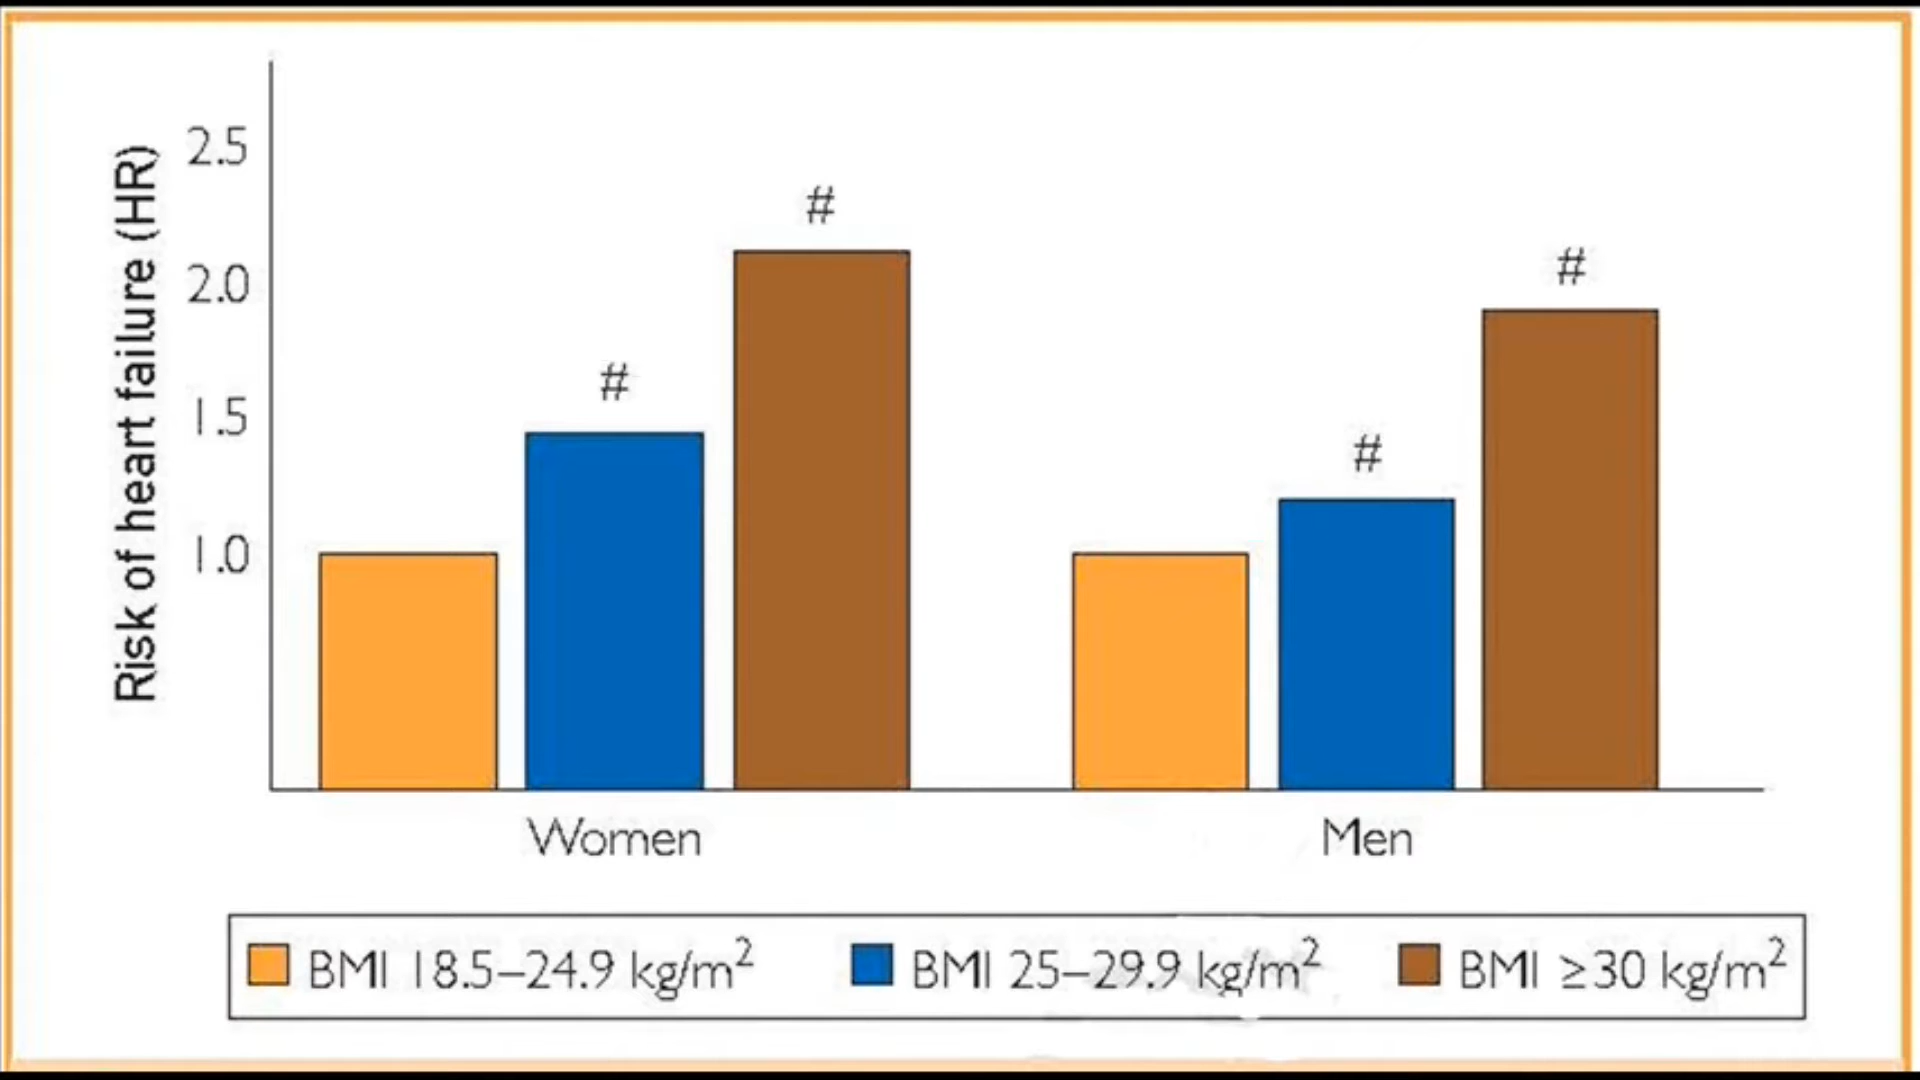 Risk of heart failure (HR)
2.5
2.0
1.5
1.0
#
#
#
#
Women
Men
BMI 18.5–24.9 kg/m²
BMI 25–29.9 kg/m²
BMI ≥30 kg/m²